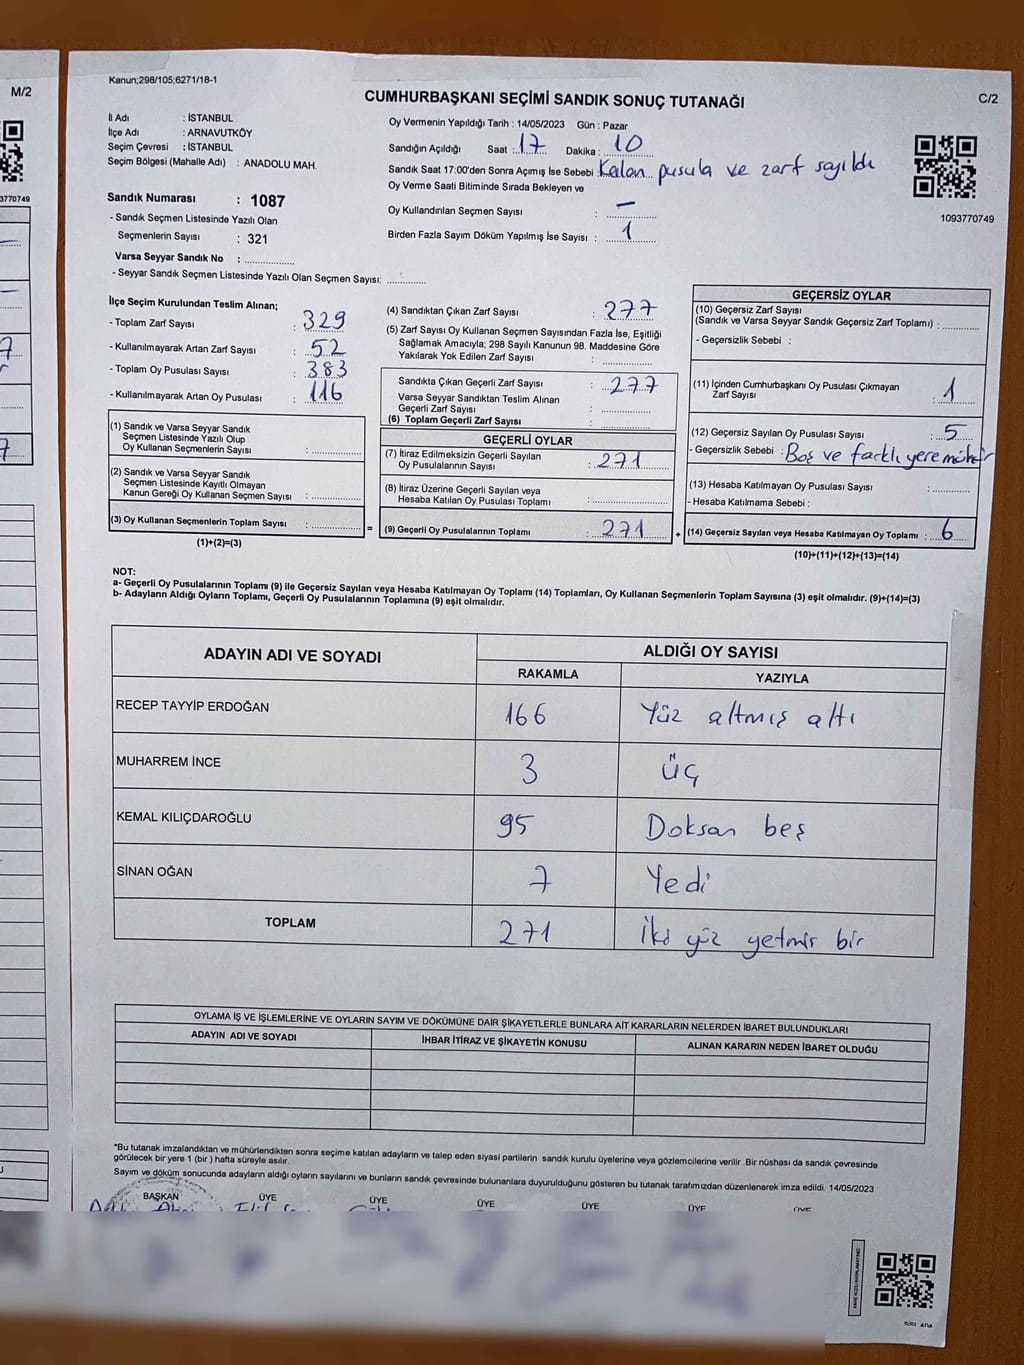 M/2
3770749
Kanun;298/105;6271/18-1
C/2
CUMHURBAŞKANI SEÇİMİ SANDIK SONUÇ TUTANAĞI
İl Adı : İSTANBUL
İlçe Adı : ARNAVUTKÖY
Seçim Çevresi : İSTANBUL
Seçim Bölgesi (Mahalle Adı) : ANADOLU MAH.
Sandık Numarası : 1087
- Sandık Seçmen Listesinde Yazılı Olan
Seçmenlerin Sayısı : 321
Varsa Seyyar Sandık No :
- Seyyar Sandık Seçmen Listesinde Yazılı Olan Seçmen Sayısı:
Oy Vermenin Yapıldığı Tarih : 14/05/2023 Gün : Pazar
Sandığın Açıldığı Saat : 17 Dakika : 10
Sandık Saat 17:00'den Sonra Açımış İse Sebebi : Kalan pusula ve zarf sayıldı
Oy Verme Saati Bitiminde Sırada Bekleyen ve
Oy Kullandırılan Seçmen Sayısı : -
Birden Fazla Sayım Döküm Yapılmış İse Sayısı : 1
1093770749
İlçe Seçim Kurulundan Teslim Alınan;
- Toplam Zarf Sayısı : 329
- Kullanılmayarak Artan Zarf Sayısı : 52
- Toplam Oy Pusulası Sayısı : 383
- Kullanılmayarak Artan Oy Pusulası : 116
(1) Sandık ve Varsa Seyyar Sandık
Seçmen Listesinde Yazılı Olup
Oy Kullanan Seçmenlerin Sayısı :
(2) Sandık ve Varsa Seyyar Sandık
Seçmen Listesinde Kayıtlı Olmayan
Kanun Gereği Oy Kullanan Seçmen Sayısı :
(3) Oy Kullanan Seçmenlerin Toplam Sayısı :
(1)+(2)=(3)
=
(4) Sandıktan Çıkan Zarf Sayısı : 277
(5) Zarf Sayısı Oy Kullanan Seçmen Sayısından Fazla İse, Eşitliği
Sağlamak Amacıyla; 298 Sayılı Kanunun 98. Maddesine Göre
Yakılarak Yok Edilen Zarf Sayısı :
Sandıkta Çıkan Geçerli Zarf Sayısı : 277
Varsa Seyyar Sandıktan Teslim Alınan
Geçerli Zarf Sayısı :
(6) Toplam Geçerli Zarf Sayısı :
GEÇERLİ OYLAR
(7) İtiraz Edilmeksizin Geçerli Sayılan
Oy Pusulalarının Sayısı : 271
(8) İtiraz Üzerine Geçerli Sayılan veya
Hesaba Katılan Oy Pusulası Toplamı :
(9) Geçerli Oy Pusulalarının Toplamı : 271
+
GEÇERSİZ OYLAR
(10) Geçersiz Zarf Sayısı
(Sandık ve Varsa Seyyar Sandık Geçersiz Zarf Toplamı) :
- Geçersizlik Sebebi :
(11) İçinden Cumhurbaşkanı Oy Pusulası Çıkmayan
Zarf Sayısı : 1
(12) Geçersiz Sayılan Oy Pusulası Sayısı : 5
- Geçersizlik Sebebi : Boş ve farklı yere mühür
(13) Hesaba Katılmayan Oy Pusulası Sayısı :
- Hesaba Katılmama Sebebi :
(14) Geçersiz Sayılan veya Hesaba Katılmayan Oy Toplamı : 6
(10)+(11)+(12)+(13)=(14)
NOT:
a- Geçerli Oy Pusulalarının Toplamı (9) ile Geçersiz Sayılan veya Hesaba Katılmayan Oy Toplamı (14) Toplamları, Oy Kullanan Seçmenlerin Toplam Sayısına (3) eşit olmalıdır. (9)+(14)=(3)
b- Adayların Aldığı Oyların Toplamı, Geçerli Oy Pusulalarının Toplamına (9) eşit olmalıdır.
ADAYIN ADI VE SOYADI ALDIĞI OY SAYISI
RAKAMLA YAZIYLA
RECEP TAYYİP ERDOĞAN 166 Yüz altmış altı
MUHARREM İNCE 3 üç
KEMAL KILIÇDAROĞLU 95 Doksan beş
SİNAN OĞAN 7 Yedi
TOPLAM 271 İki yüz yetmiş bir
OYLAMA İŞ VE İŞLEMLERİNE VE OYLARIN SAYIM VE DÖKÜMÜNE DAİR ŞİKAYETLERLE BUNLARA AİT KARARLARIN NELERDEN İBARET BULUNDUKLARI
ADAYIN ADI VE SOYADI İHBAR İTİRAZ VE ŞİKAYETİN KONUSU ALINAN KARARIN NEDEN İBARET OLDUĞU
*Bu tutanak imzalandıktan ve mühürlendikten sonra seçime katılan adayların ve talep eden siyasi partilerin sandık kurulu üyelerine veya gözlemcilerine verilir .Bir nüshası da sandık çevresinde
görülecek bir yere 1 (bir ) hafta süreyle asılır.
Sayım ve döküm sonucunda adayların aldığı oyların sayılarını ve bunların sandık çevresinde bulunanlara duyurulduğunu gösteren bu tutanak tarafımızdan düzenlenerek imza edildi. 14/05/2023
BAŞKAN ÜYE ÜYE ÜYE ÜYE ÜYE ÜYE